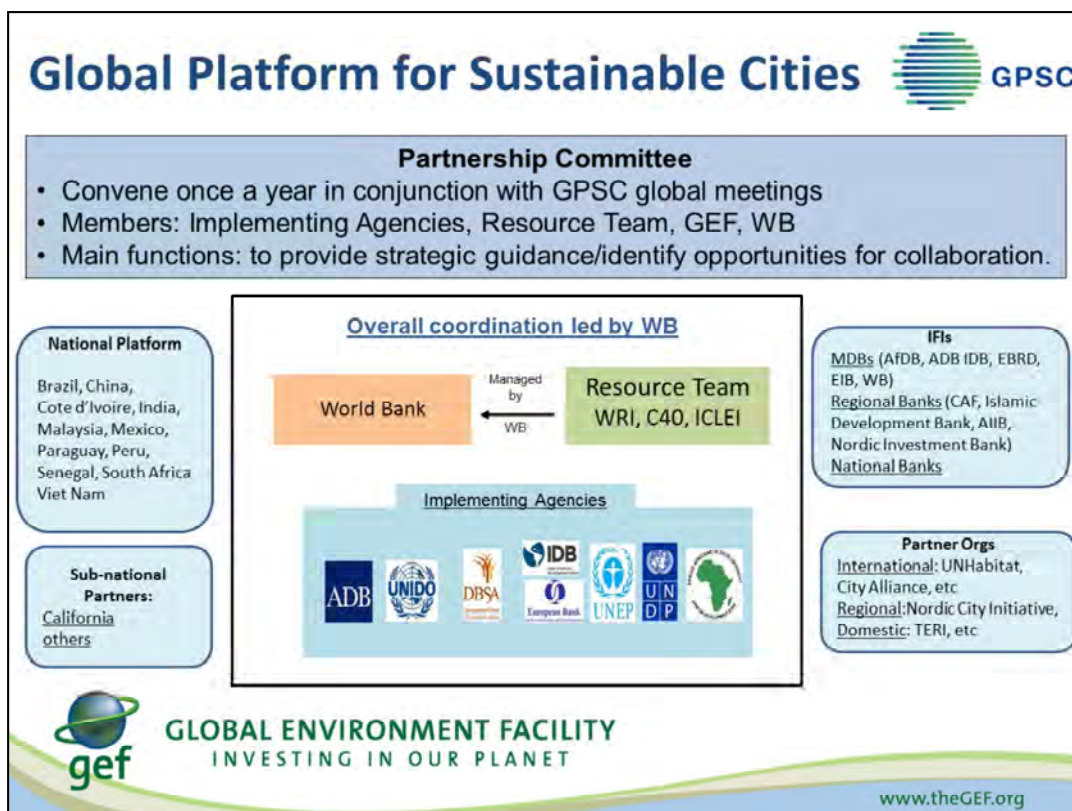 Global Platform for Sustainable Cities
GPSC
Partnership Committee
• Convene once a year in conjunction with GPSC global meetings
• Members: Implementing Agencies, Resource Team, GEF, WB
• Main functions: to provide strategic guidance/identify opportunities for collaboration.
National Platform
Brazil, China,
Cote d'Ivoire, India,
Malaysia, Mexico,
Paraguay, Peru,
Senegal, South Africa
Viet Nam
Sub-national
Partners:
California
others
Overall coordination led by WB
World Bank
Managed
by
WB
Resource Team
WRI, C40, ICLEI
Implementing Agencies
ADB
UNIDO
DBSA
IDB
European Bank
UNEP
U N
D P
IFIs
MDBs (AfDB, ADB IDB, EBRD,
EIB, WB)
Regional Banks (CAF, Islamic
Development Bank, AIIB,
Nordic Investment Bank)
National Banks
Partner Orgs
International: UNHabitat,
City Alliance, etc
Regional:Nordic City Initiative,
Domestic: TERI, etc
gef
GLOBAL ENVIRONMENT FACILITY
INVESTING IN OUR PLANET
www.theGEF.org